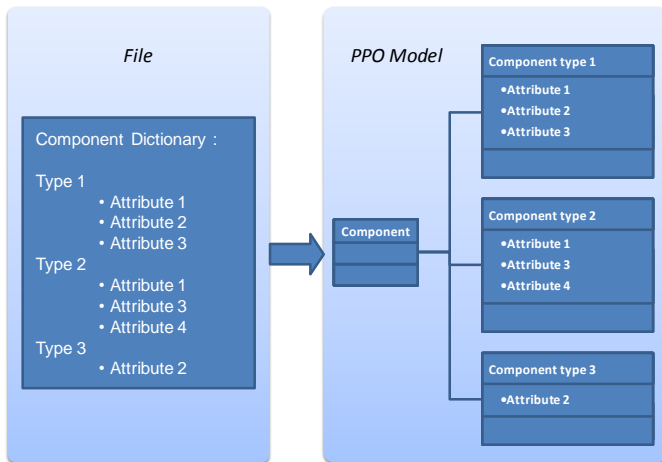 File
Component Dictionary :
Type 1
• Attribute 1
• Attribute 2
• Attribute 3
Type 2
• Attribute 1
• Attribute 3
• Attribute 4
Type 3
• Attribute 2
PPO Model
Component
Component type 1
•Attribute 1
•Attribute 2
•Attribute 3
Component type 2
•Attribute 1
•Attribute 3
•Attribute 4
Component type 3
•Attribute 2